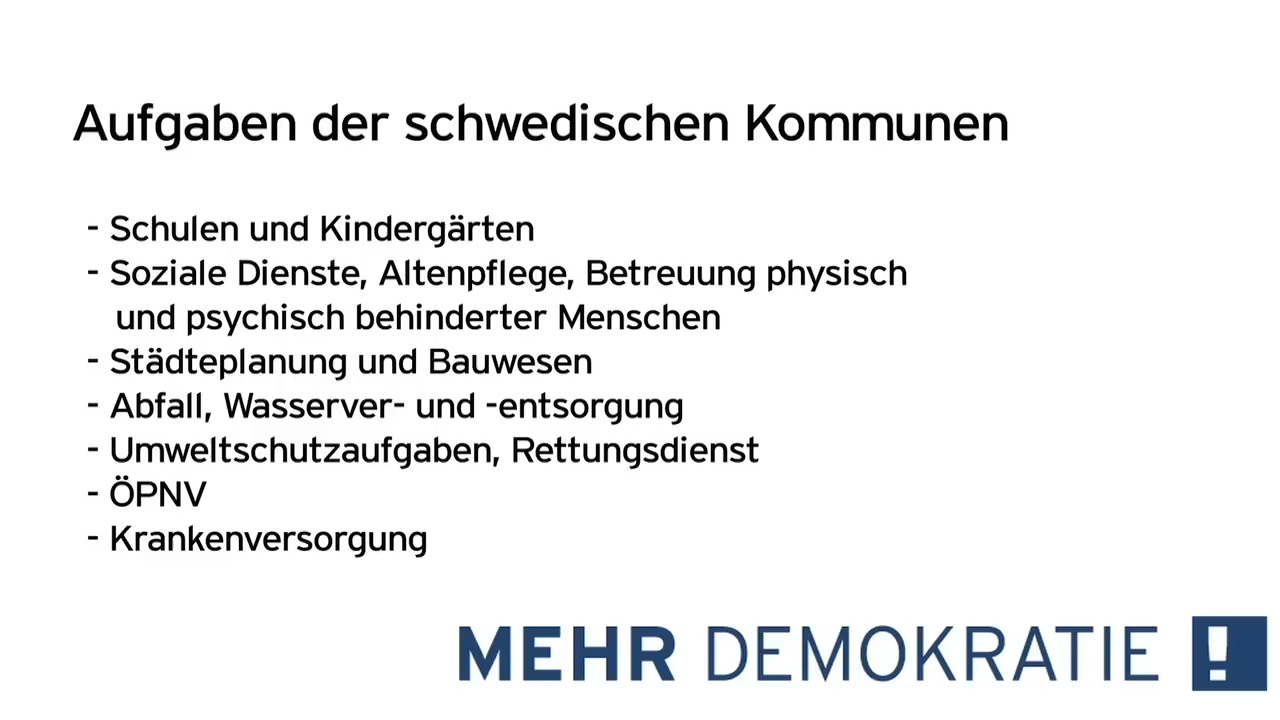 Aufgaben der schwedischen Kommunen
- Schulen und Kindergärten
- Soziale Dienste, Altenpflege, Betreuung physisch
und psychisch behinderter Menschen
- Städteplanung und Bauwesen
- Abfall, Wasserver- und -entsorgung
- Umweltschutzaufgaben, Rettungsdienst
- ÖPNV
- Krankenversorgung
MEHR DEMOKRATIE !